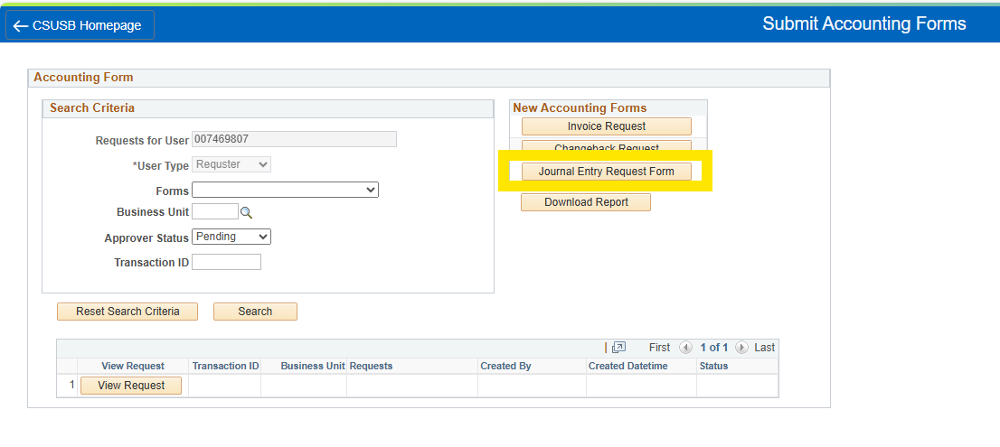 CSUSB Homepage
Submit Accounting Forms
Accounting Form
Search Criteria
Requests for User 007469807
*User Type Requster
Forms
Business Unit
Approver Status Pending
Transaction ID
New Accounting Forms
Invoice Request
Changeback Request
Journal Entry Request Form
Download Report
Reset Search Criteria Search
First 1 of 1 Last
View Request Transaction ID Business Unit Requests Created By Created Datetime Status
1 View Request